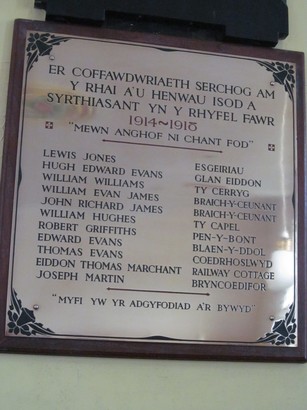 ER COFFAWDWRIAETH SERCHOG AM
Y RHAI A'U HENWAU ISOD A
SYRTHIASANT YN Y RHYFEL FAWR
1914~1918
"MEWN ANGHOF NI CHANT FOD"
LEWIS JONES ESGEIRIAU
HUGH EDWARD EVANS GLAN EIDDON
WILLIAM WILLIAMS TY CERRYG
WILLIAM EVAN JAMES BRAICH-Y-CEUNANT
JOHN RICHARD JAMES BRAICH-Y-CEUNANT
WILLIAM HUGHES TY CAPEL
ROBERT GRIFFITHS PEN-Y-BONT
EDWARD EVANS BLAEN-Y-DDOL
THOMAS EVANS COEDRHOSLWYD
EIDDON THOMAS MARCHANT RAILWAY COTTAGE
JOSEPH MARTIN BRYNCOEDIFOR
"MYFI YW YR ADGYFODIAD A'R BYWYD"